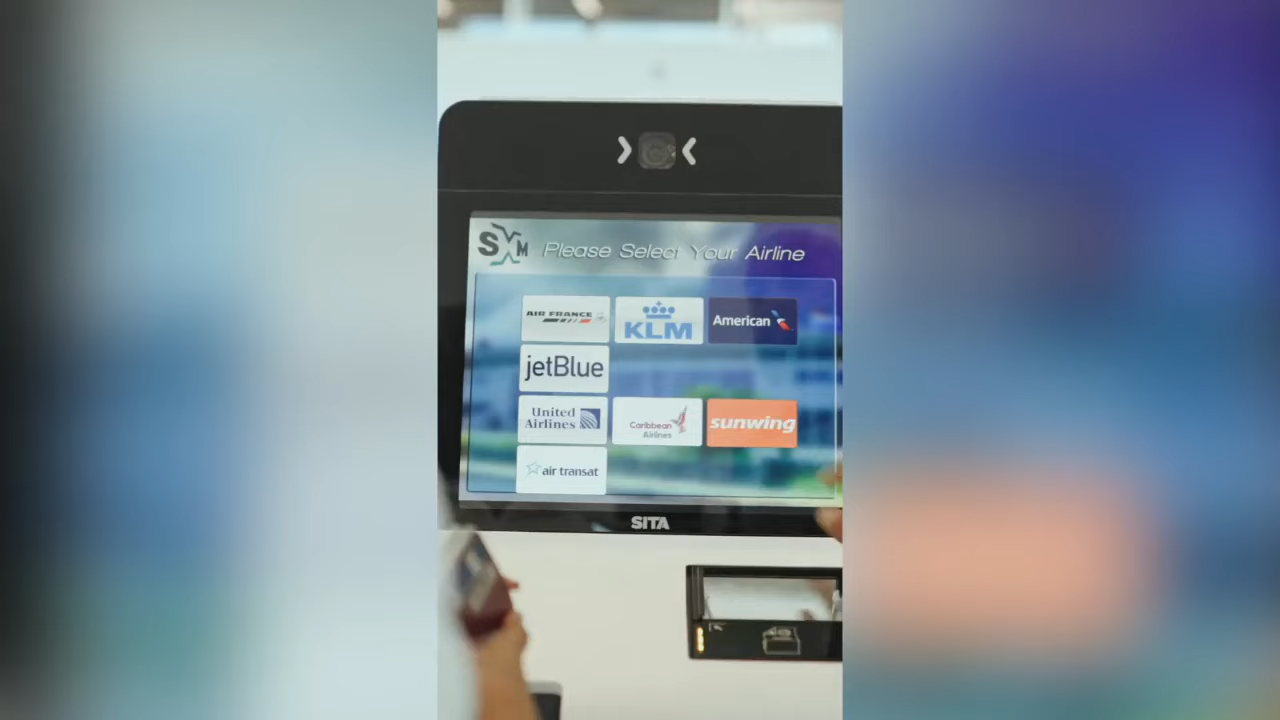 SXM Please Select Your Airline
AIR FRANCE KLM American
jetBlue
United
Airlines Caribbean
Airlines sunwing
air transat
SITA